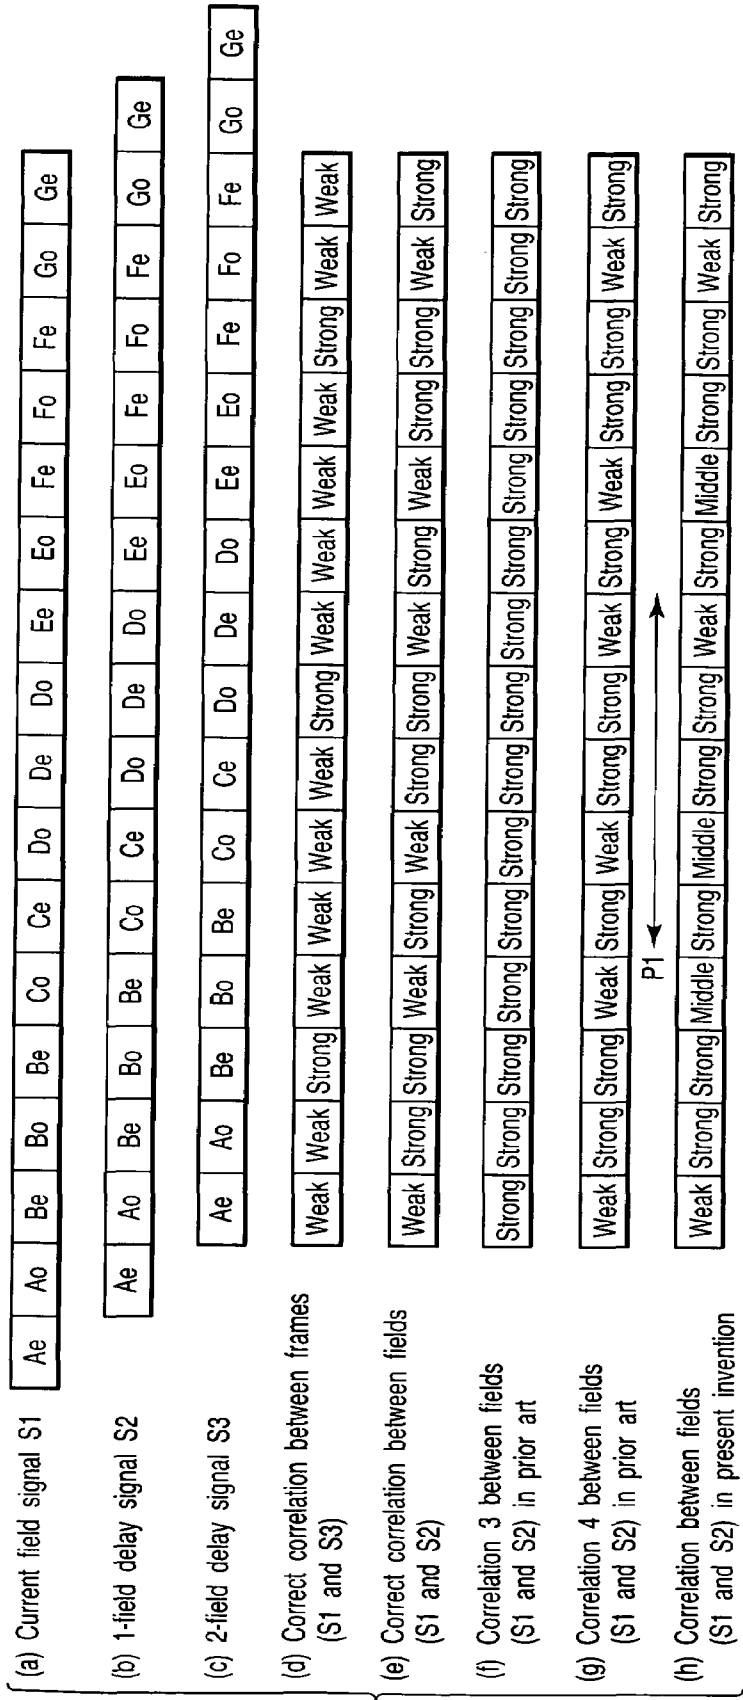 (a) Current field signal S1 Ae Ao Be Bo Be Co Ce Do De Do Ee Eo Fe Fo Fe Go Ge
(b) 1-field delay signal S2 Ae Ao Be Bo Be Co Ce Do De Do Ee Eo Fe Fo Fe Go Ge
(c) 2-field delay signal S3 Ae Ao Be Bo Be Co Ce Do De Do Ee Eo Fe Fo Fe Go Ge
(d) Correct correlation between frames
(S1 and S3) Weak Weak Strong Weak Weak Weak Weak Strong Weak Weak Weak Weak Strong Weak Weak
(e) Correct correlation between fields
(S1 and S2) Weak Strong Strong Weak Strong Weak Strong Strong Weak Strong Weak Strong Strong Weak Strong
(f) Correlation 3 between fields
(S1 and S2) in prior art Strong Strong Strong Strong Strong Strong Strong Strong Strong Strong Strong Strong Strong Strong Strong
(g) Correlation 4 between fields
(S1 and S2) in prior art Weak Strong Strong Weak Strong Weak Strong Strong Weak Strong Weak Strong Strong Weak Strong
P1
(h) Correlation between fields
(S1 and S2) in present invention Weak Strong Strong Middle Strong Middle Strong Strong Weak Strong Middle Strong Strong Weak Strong